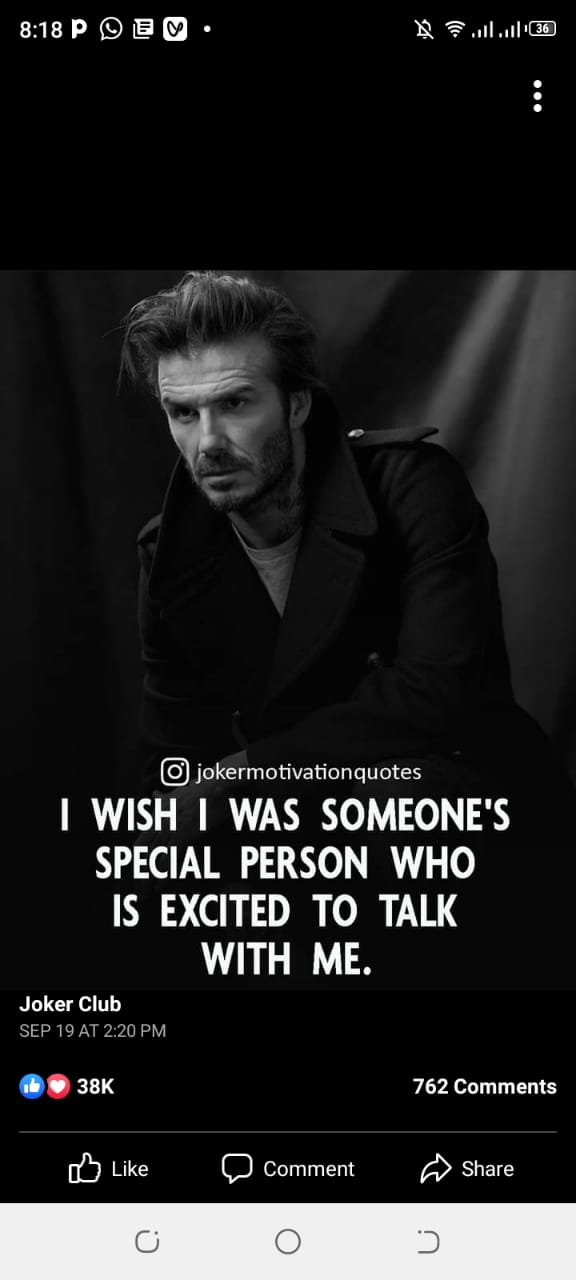 8:18 P 36
jokermotivationquotes
I WISH I WAS SOMEONE'S
SPECIAL PERSON WHO
IS EXCITED TO TALK
WITH ME.
Joker Club
SEP 19 AT 2:20 PM
38K 762 Comments
Like Comment Share